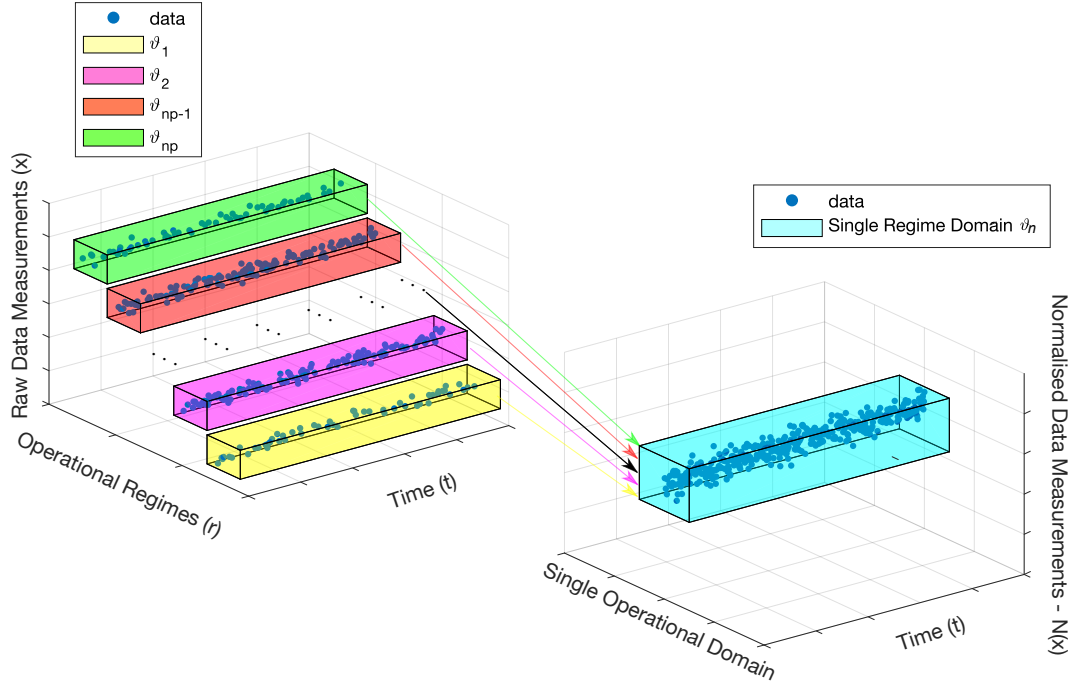 data
ϑ1
ϑ2
ϑnp-1
ϑnp
Raw Data Measurements (x)
Operational Regimes (r)
Time (t)
data
Single Regime Domain ϑn
Normalised Data Measurements - N(x)
Single Operational Domain
Time (t)